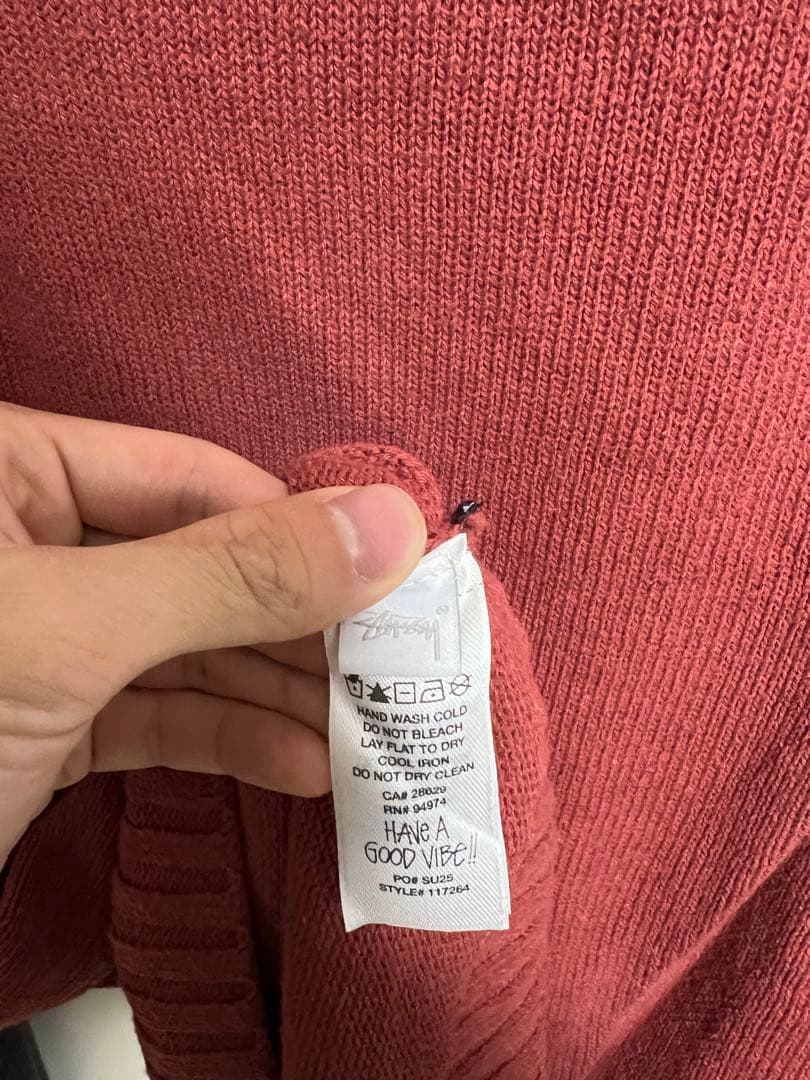 STÜSSY®
HAND WASH COLD
DO NOT BLEACH
LAY FLAT TO DRY
COOL IRON
DO NOT DRY CLEAN
CA# 28629
RN# 94974
HAVE A
GOOD VIBE!!
PO# SU25
STYLE# 117264